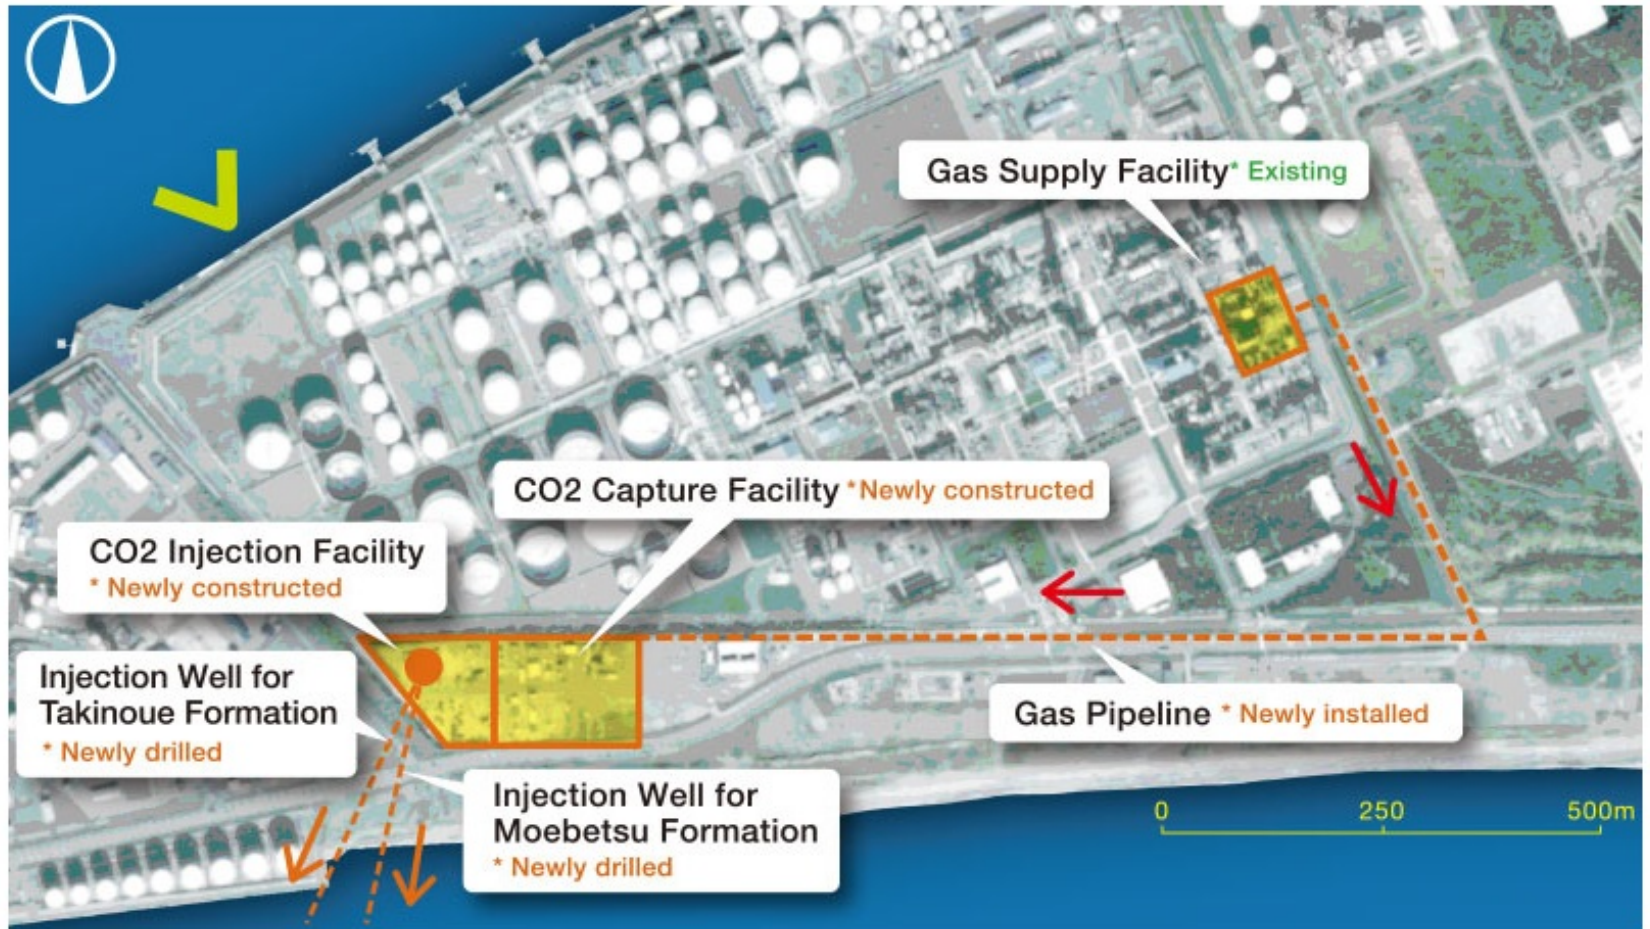 Gas Supply Facility* Existing
CO2 Capture Facility *Newly constructed
CO2 Injection Facility
* Newly constructed
Injection Well for
Takinoue Formation
* Newly drilled
Gas Pipeline * Newly installed
Injection Well for
Moebetsu Formation
* Newly drilled
0 250 500m